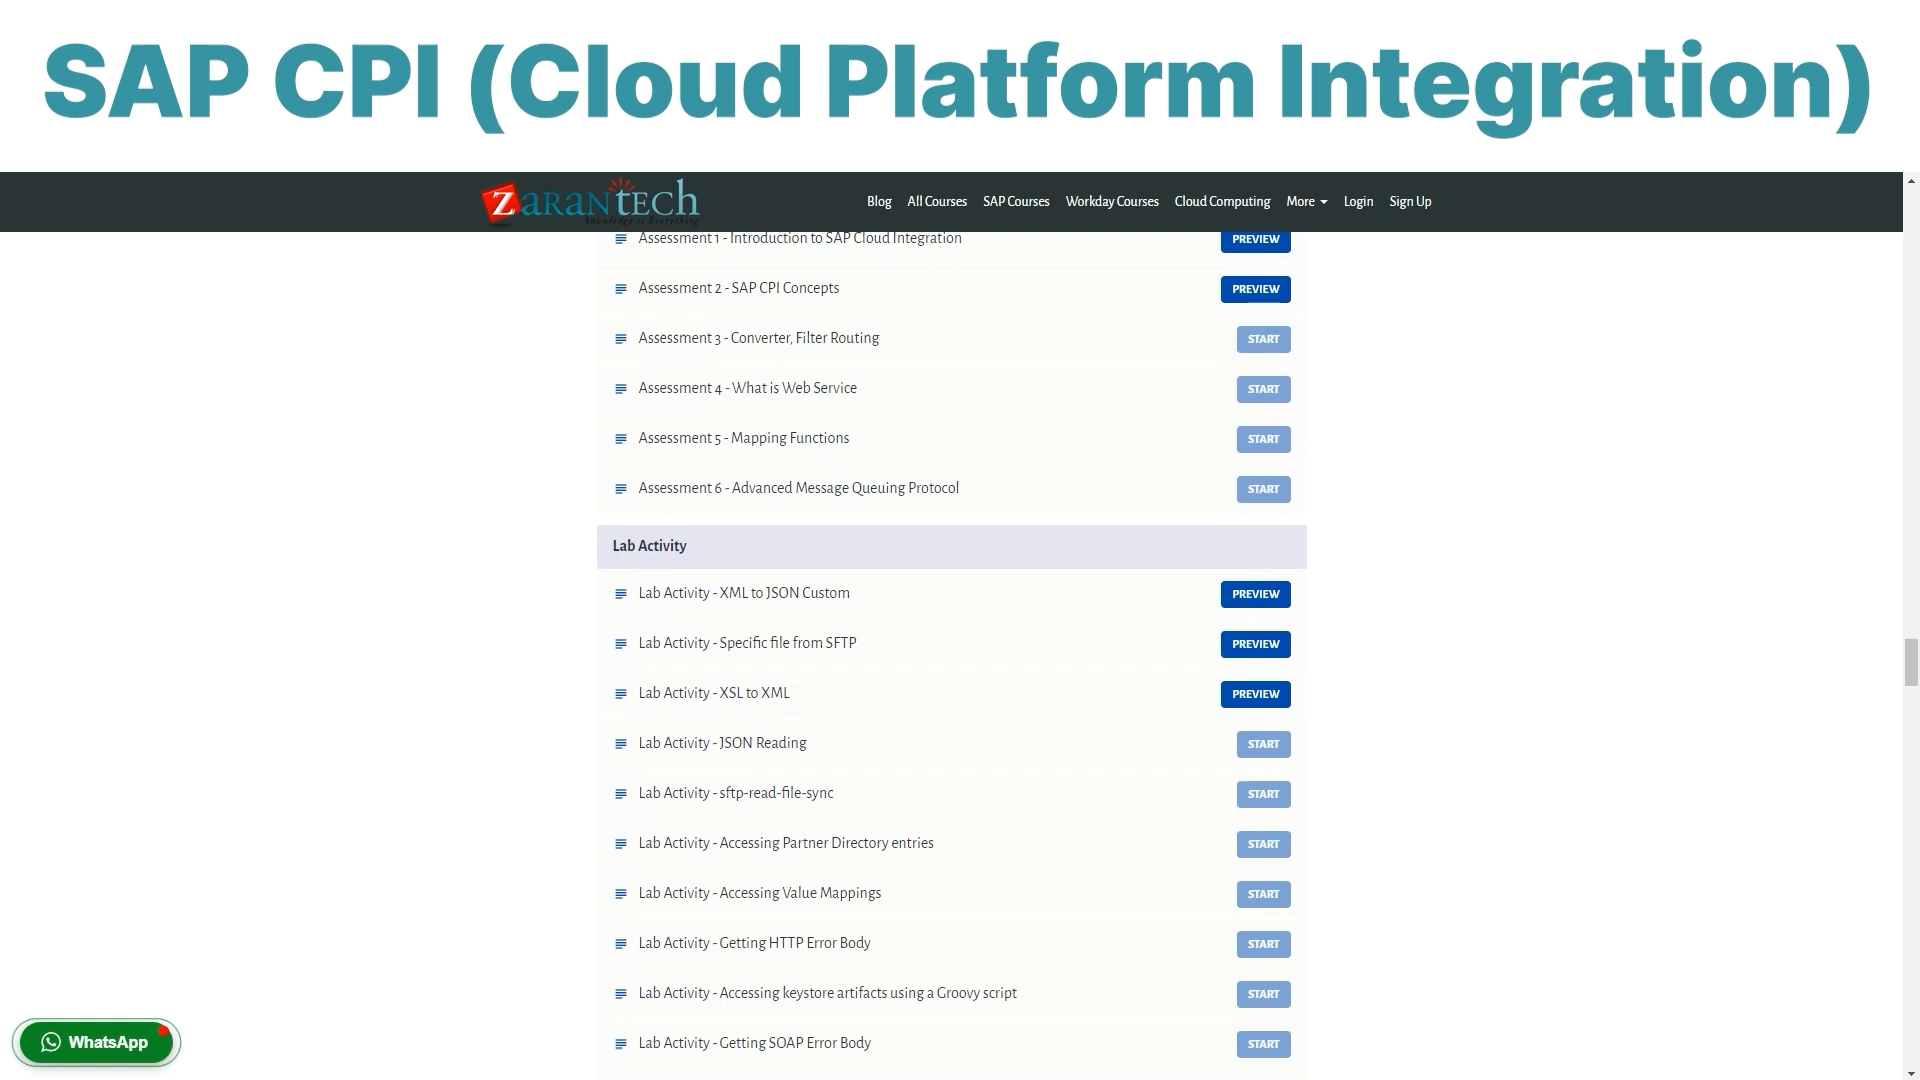 SAP CPI (Cloud Platform Integration)
ZARANTECH
Knowledge is Everything
Blog All Courses SAP Courses Workday Courses Cloud Computing More Login Sign Up
Assessment 1 - Introduction to SAP Cloud Integration PREVIEW
Assessment 2 - SAP CPI Concepts PREVIEW
Assessment 3 - Converter, Filter Routing START
Assessment 4 - What is Web Service START
Assessment 5 - Mapping Functions START
Assessment 6 - Advanced Message Queuing Protocol START
Lab Activity
Lab Activity - XML to JSON Custom PREVIEW
Lab Activity - Specific file from SFTP PREVIEW
Lab Activity - XSL to XML PREVIEW
Lab Activity - JSON Reading START
Lab Activity - sftp-read-file-sync START
Lab Activity - Accessing Partner Directory entries START
Lab Activity - Accessing Value Mappings START
Lab Activity - Getting HTTP Error Body START
Lab Activity - Accessing keystore artifacts using a Groovy script START
Lab Activity - Getting SOAP Error Body START
WhatsApp